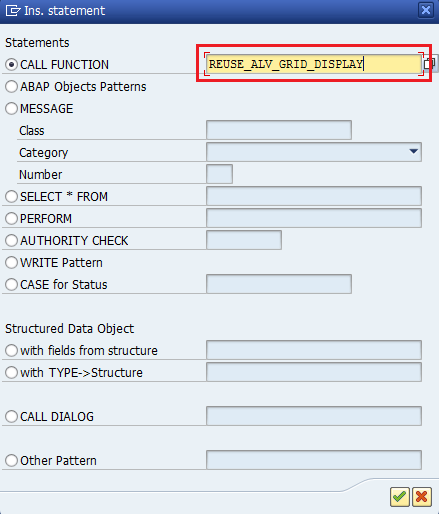 Ins. statement
Statements
CALL FUNCTION REUSE_ALV_GRID_DISPLAY
ABAP Objects Patterns
MESSAGE
Class
Category
Number
SELECT * FROM
PERFORM
AUTHORITY CHECK
WRITE Pattern
CASE for Status
Structured Data Object
with fields from structure
with TYPE->Structure
CALL DIALOG
Other Pattern